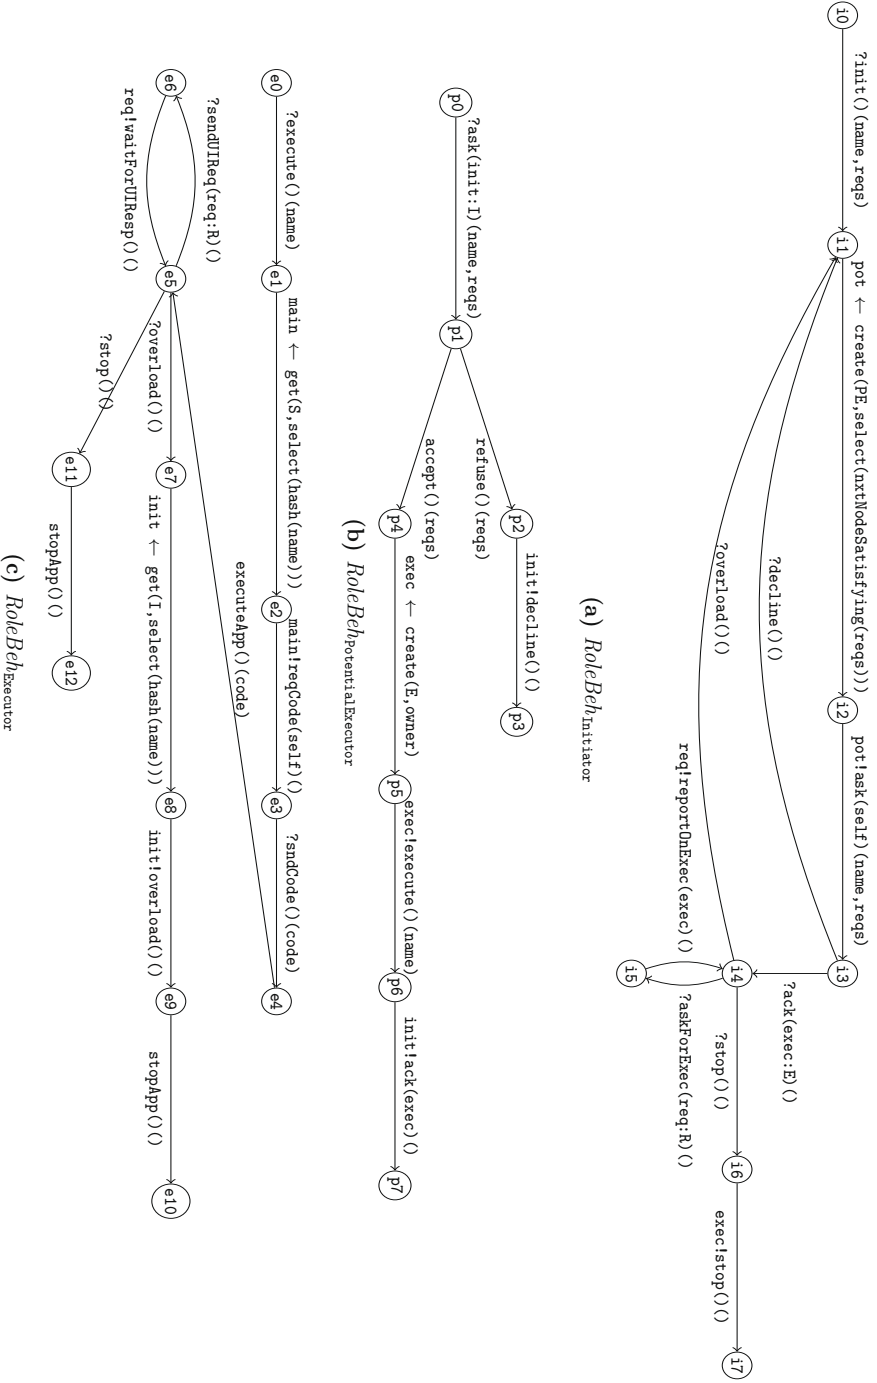 i0
?init()(name,reqs)
i1
pot ← create(PE,select(nxtNodeSatisfying(reqs)))
i2
pot!ask(self)(name,reqs)
i3
?decline()()
?ack(exec:E)()
?overload()()
i4
?stop()()
i6
exec!stop()()
i7
req!reportOnExec(exec)()
?askForExec(req:R)()
i5
(a) RoleBeh_Initiator
p0
?ask(init:I)(name,reqs)
p1
refuse()(reqs)
p2
init!decline()()
p3
accept()(reqs)
p4
exec ← create(E,owner)
p5
exec!execute()(name)
p6
init!ack(exec)()
p7
(b) RoleBeh_PotentialExecutor
e0
?execute()(name)
e1
main ← get(S,select(hash(name)))
e2
main!reqCode(self)()
e3
?sndCode()(code)
e4
?sendUIReq(req:R)()
executeApp()(code)
e6
e5
req!waitForUIResp()()
?overload()()
e7
init ← get(I,select(hash(name)))
e8
init!overload()()
e9
stopApp()()
e10
?stop()()
e11
stopApp()()
e12
(c) RoleBeh_Executor